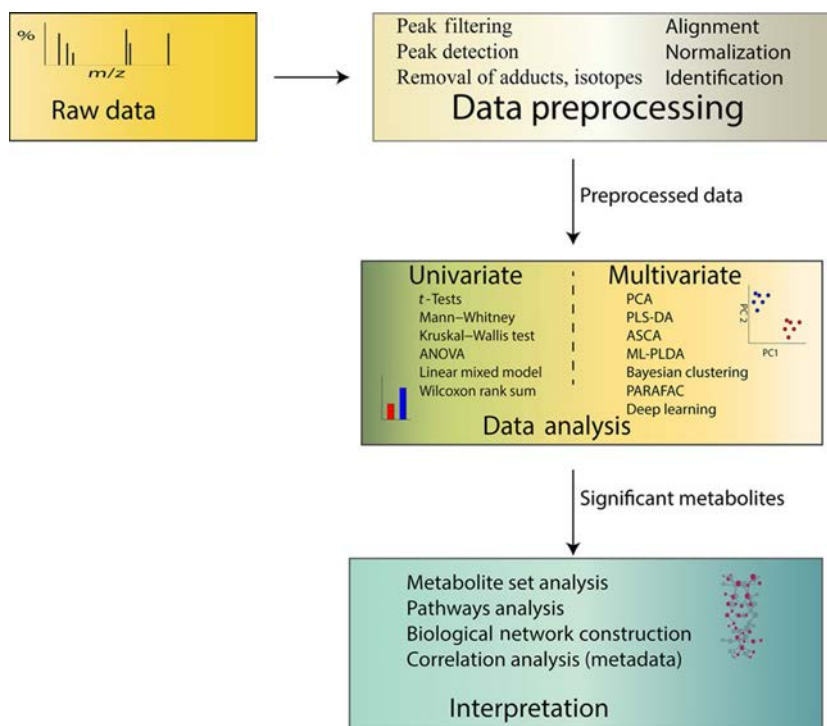 %
m/z
Raw data
Peak filtering
Peak detection
Removal of adducts, isotopes
Alignment
Normalization
Identification
Data preprocessing
Preprocessed data
Univariate
t-Tests
Mann–Whitney
Kruskal–Wallis test
ANOVA
Linear mixed model
Wilcoxon rank sum
Multivariate
PCA
PLS-DA
ASCA
ML-PLDA
Bayesian clustering
PARAFAC
Deep learning
PC 2
PC1
Data analysis
Significant metabolites
Metabolite set analysis
Pathways analysis
Biological network construction
Correlation analysis (metadata)
Interpretation